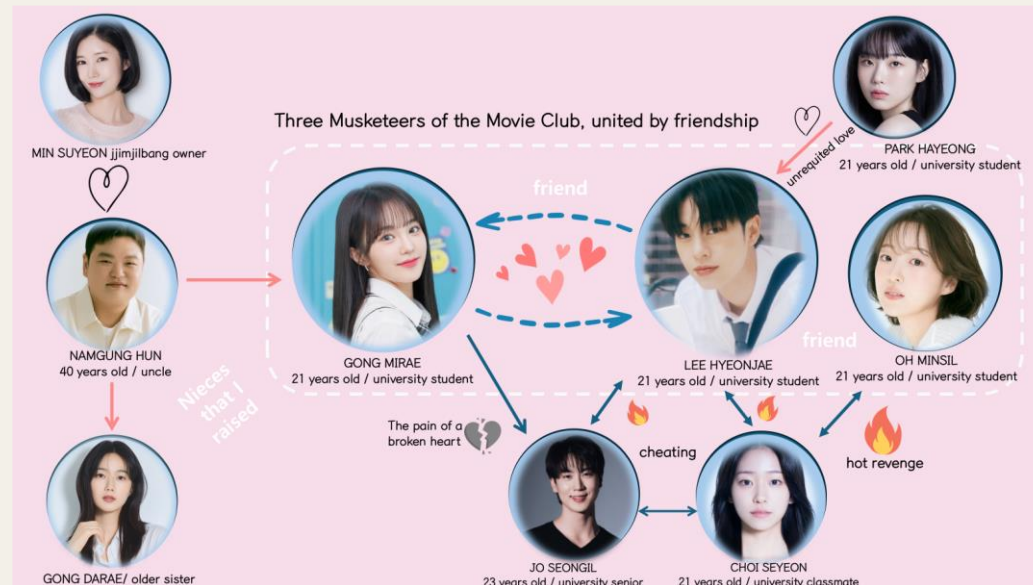 MIN SUYEON jjimjilbang owner
Three Musketeers of the Movie Club, united by friendship
PARK HAYEONG
21 years old / university student
unrequited love
friend
NAMGUNG HUN
40 years old / uncle
GONG MIRAE
21 years old / university student
LEE HYEONJAE
21 years old / university student
friend
OH MINSIL
21 years old / university student
Nieces
that I
raised
The pain of a
broken heart
cheating
hot revenge
GONG DARAE/ older sister
JO SEONGIL
23 years old / university senior
CHOI SEYEON
21 years old / university classmate